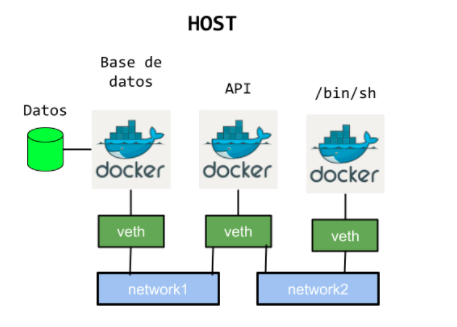 HOST
Base de
datos
API
/bin/sh
Datos
docker
docker
docker
veth
veth
veth
network1
network2